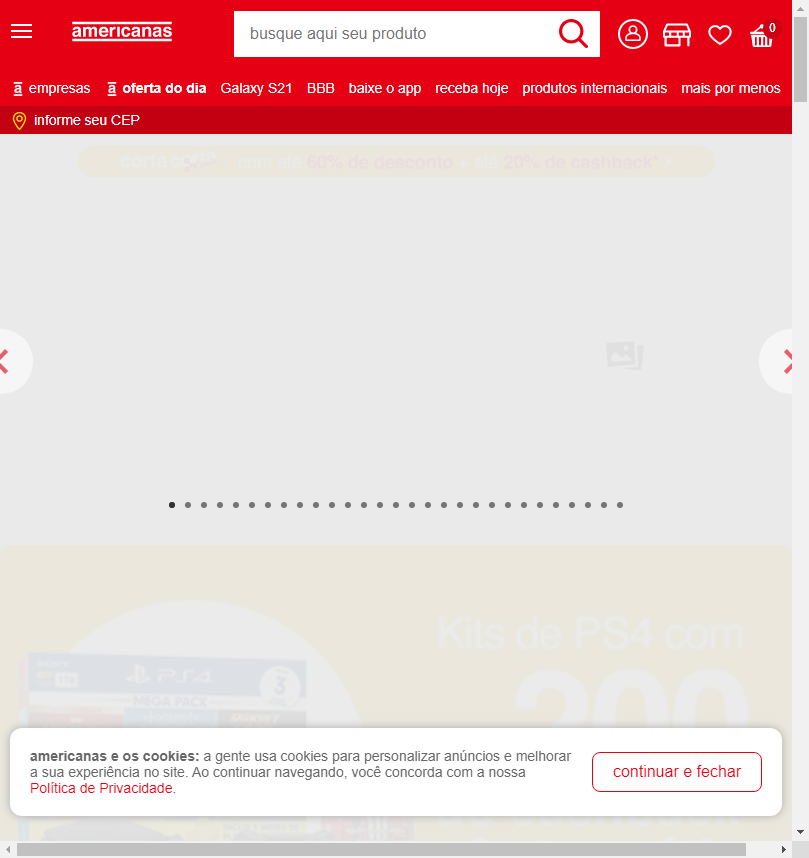 americanas
busque aqui seu produto
0
empresas
oferta do dia
Galaxy S21
BBB
baixe o app
receba hoje
produtos internacionais
mais por menos
informe seu CEP
com até 60% de desconto
20% de cashback*
Kits de PS4 com
200
PS4
MEGA PACK
3
americanas e os cookies: a gente usa cookies para personalizar anúncios e melhorar
a sua experiência no site. Ao continuar navegando, você concorda com a nossa
Política de Privacidade.
continuar e fechar